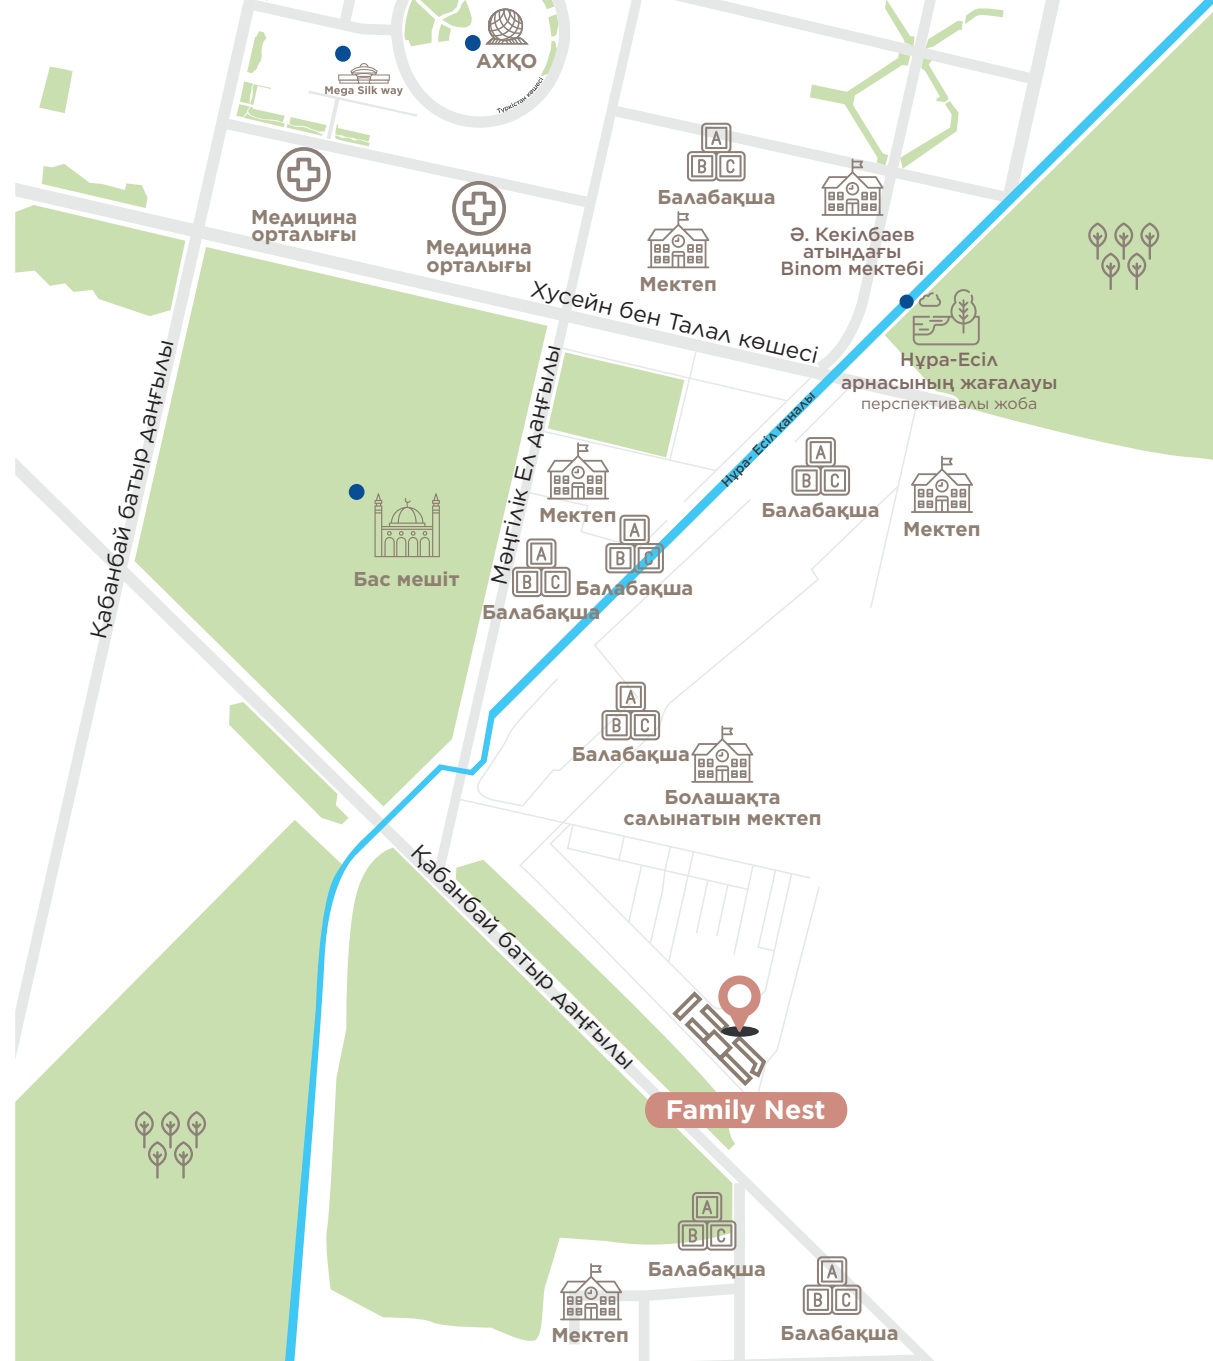 АХҚО
Mega Silk way
Түркістан көшесі
A
B C
Балабақша
Медицина
орталығы
Медицина
орталығы
Мектеп
Ә. Кекілбаев
атындағы
Binom мектебі
Хусейн бен Талал көшесі
Нұра-Есіл
арнасының жағалауы
перспективалы жоба
Қабанбай батыр даңғылы
Мәңгілік Ел даңғылы
Нұра- Есіл каналы
Мектеп
A
B C
Балабақша
Мектеп
Бас мешіт
A
B C
Балабақша
A
B C
Балабақша
A
B C
Балабақша
Болашақта
салынатын мектеп
Қабанбай батыр даңғылы
Family Nest
A
B C
Балабақша
Мектеп
A
B C
Балабақша